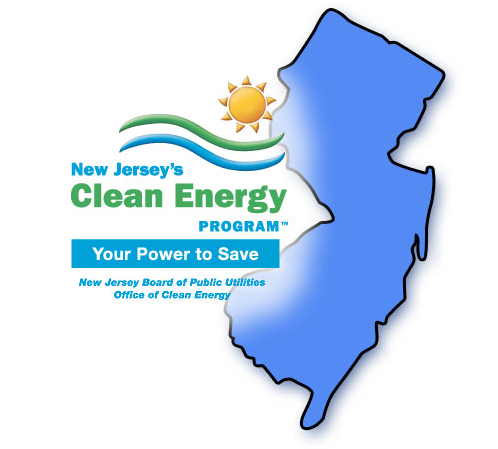 New Jersey's
Clean Energy
PROGRAM™
Your Power to Save
New Jersey Board of Public Utilities
Office of Clean Energy